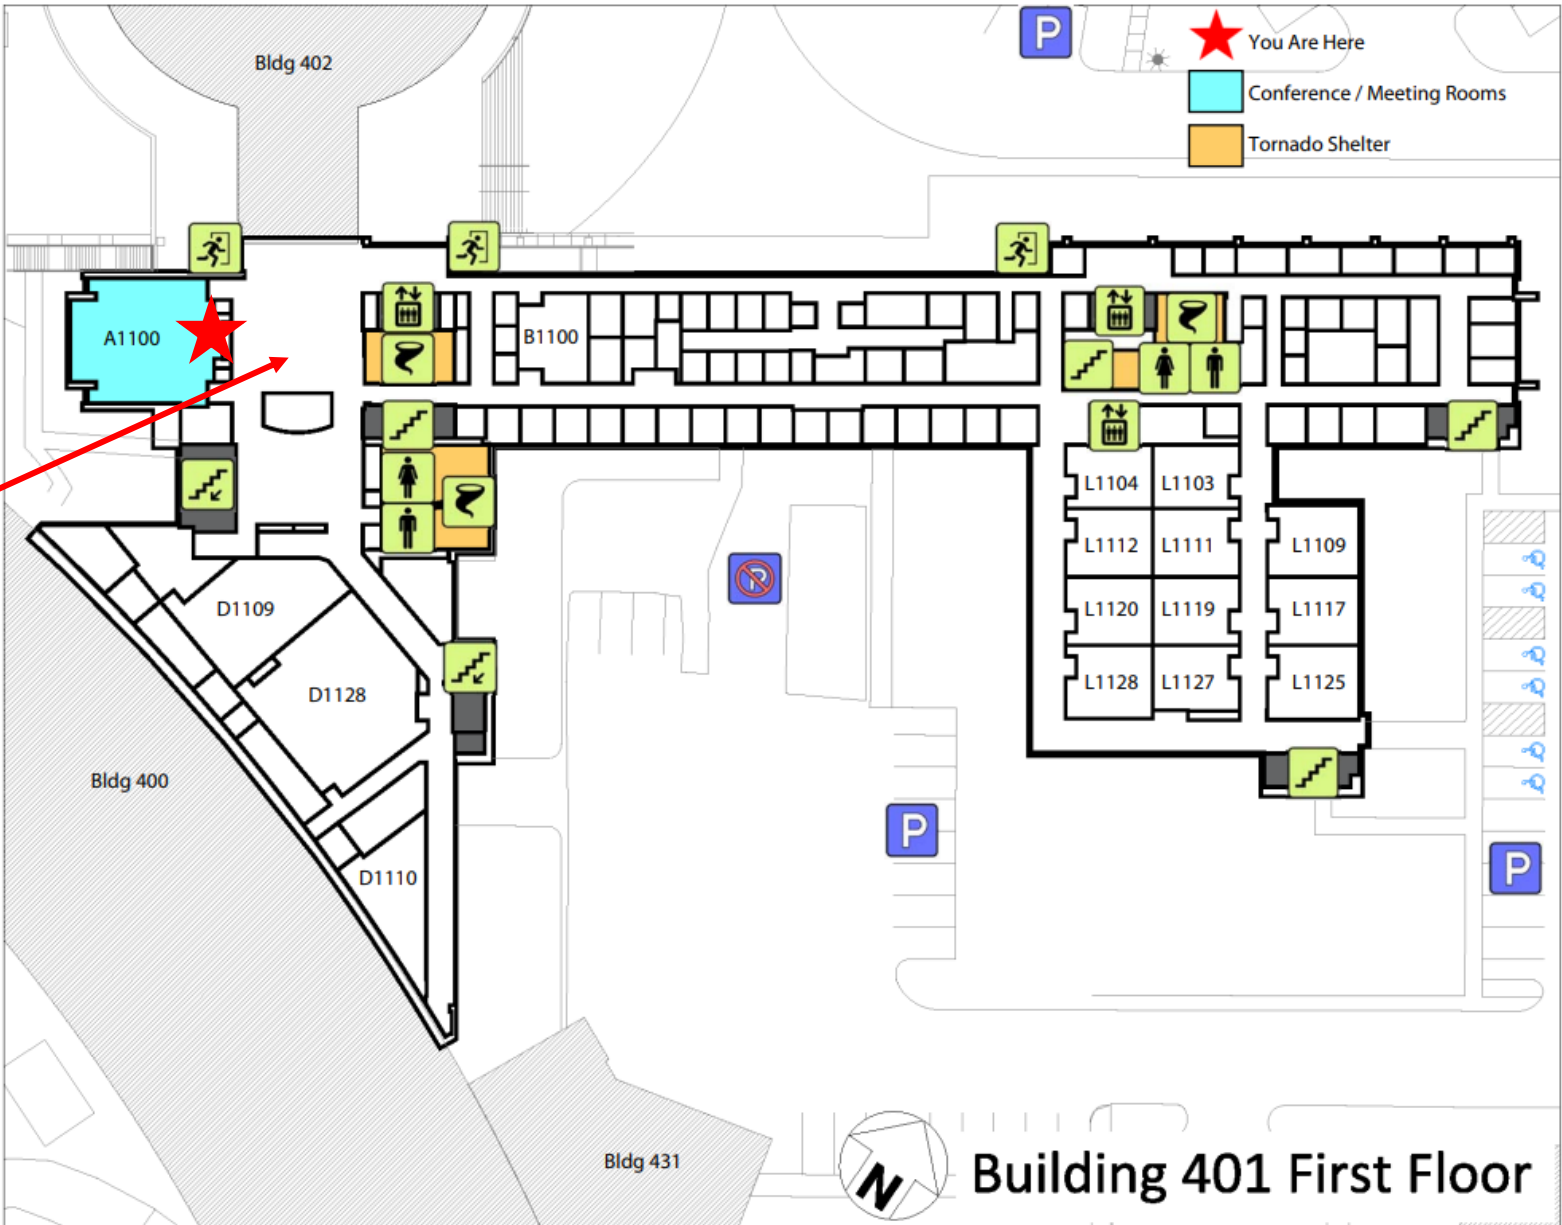 Bldg 402
P
You Are Here
Conference / Meeting Rooms
Tornado Shelter
A1100
B1100
L1104
L1103
L1112
L1111
L1109
P
D1109
L1120
L1119
L1117
D1128
L1128
L1127
L1125
Bldg 400
P
P
D1110
Bldg 431
N
Building 401 First Floor